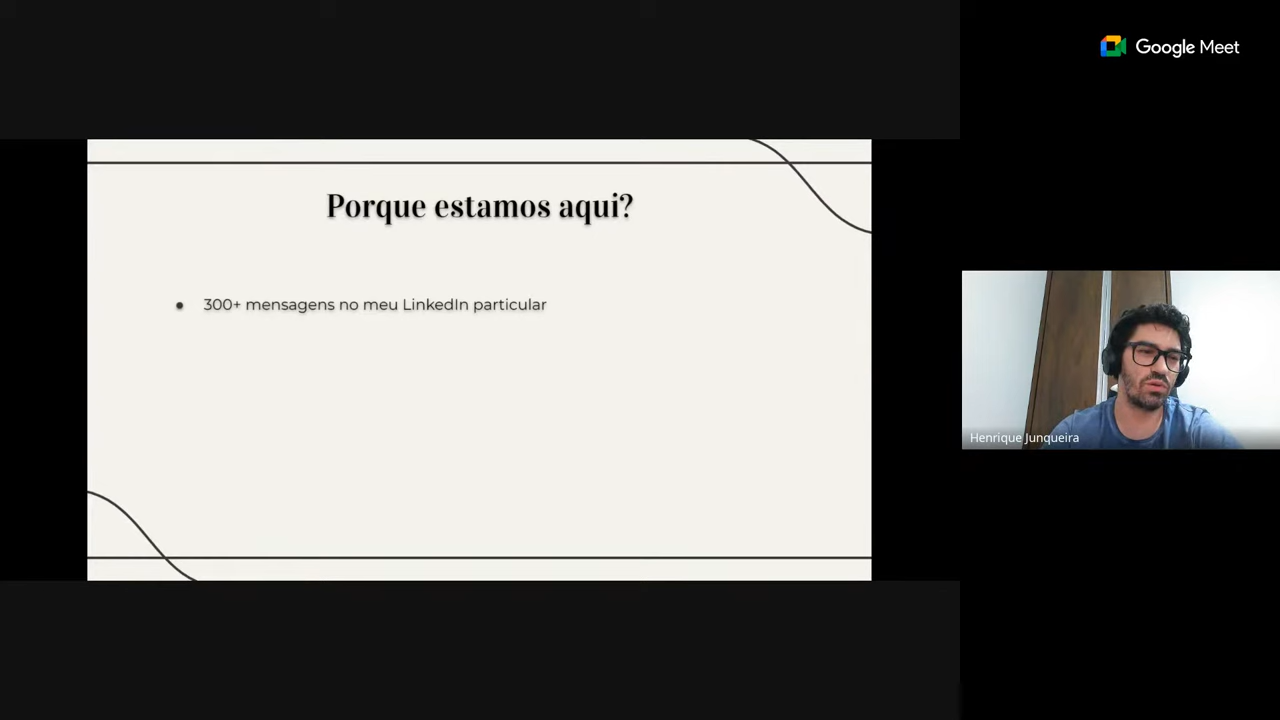 Google Meet
Porque estamos aqui?
• 300+ mensagens no meu LinkedIn particular
Henrique Junqueira